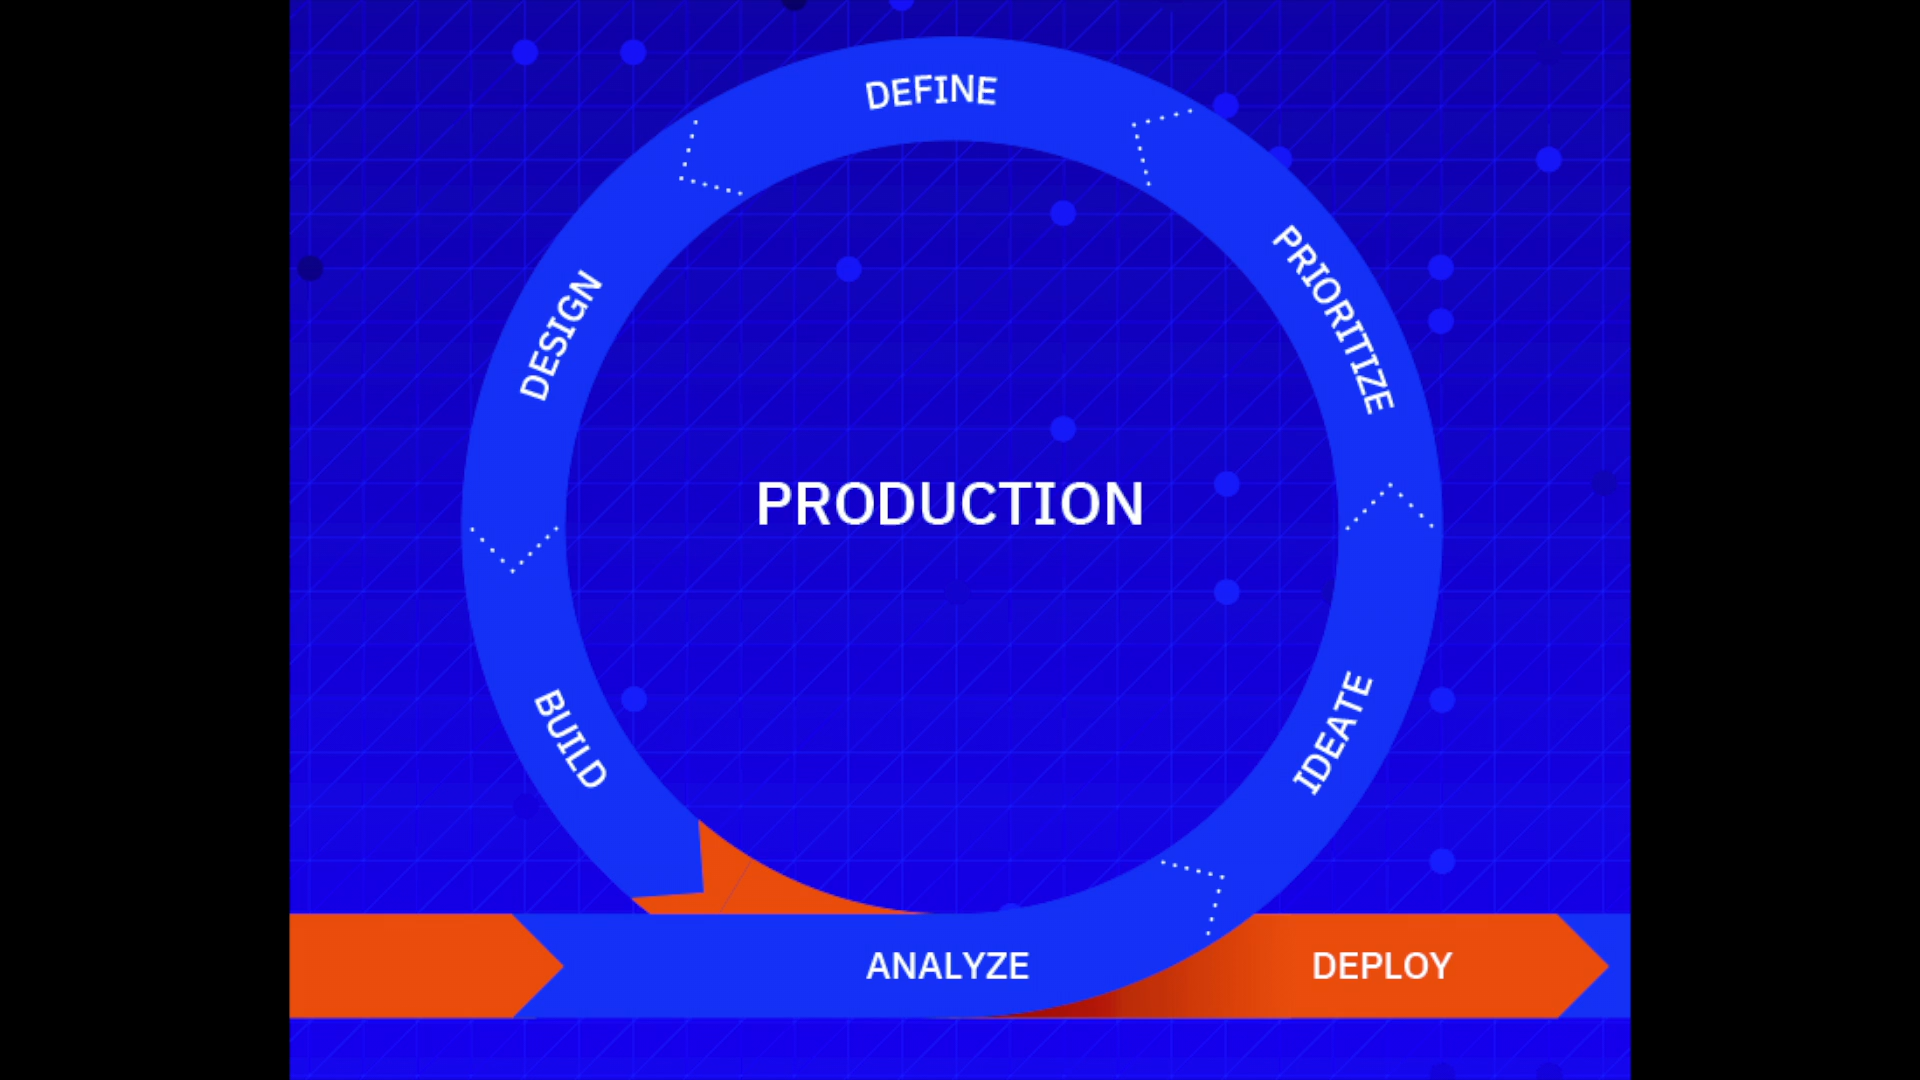 DEFINE
PRIORITIZE
DESIGN
PRODUCTION
BUILD
IDEATE
ANALYZE
DEPLOY